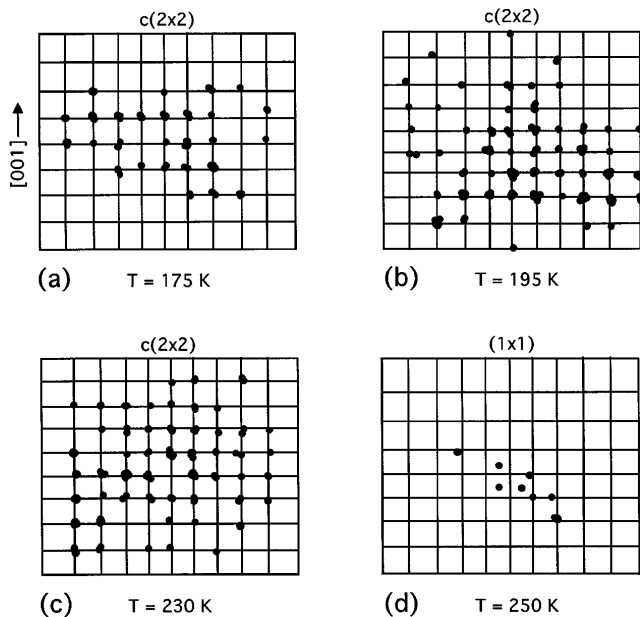 c(2x2)
c(2x2)
[001]
(a) T = 175 K
(b) T = 195 K
c(2x2)
(1x1)
(c) T = 230 K
(d) T = 250 K